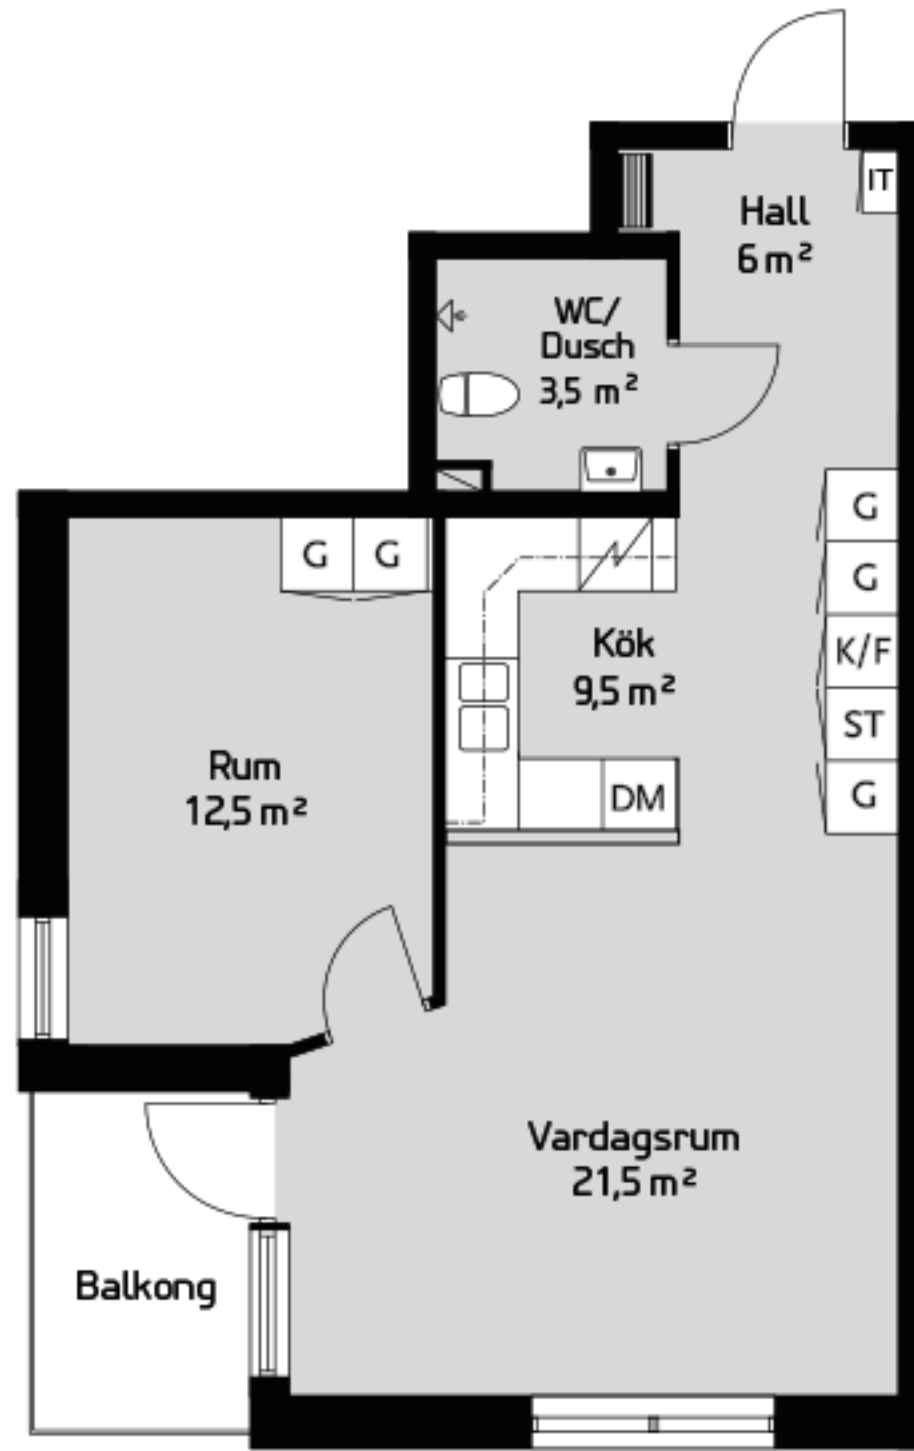 IT
Hall
6 m²
WC/
Dusch
3,5 m²
G
G G
G
Kök
9,5 m²
K/F
ST
Rum
12,5 m²
DM
G
Vardagsrum
21,5 m²
Balkong